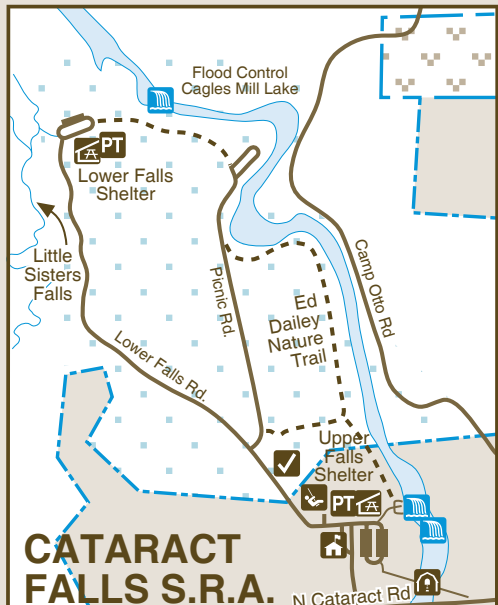 Flood Control
Cagles Mill Lake
PT
Lower Falls
Shelter
Little
Sisters
Falls
Picnic Rd.
Camp Otto Rd
Ed
Dailey
Nature
Trail
Lower Falls Rd.
Upper
Falls
Shelter
PT
CATARACT
FALLS S.R.A.
N Cataract Rd